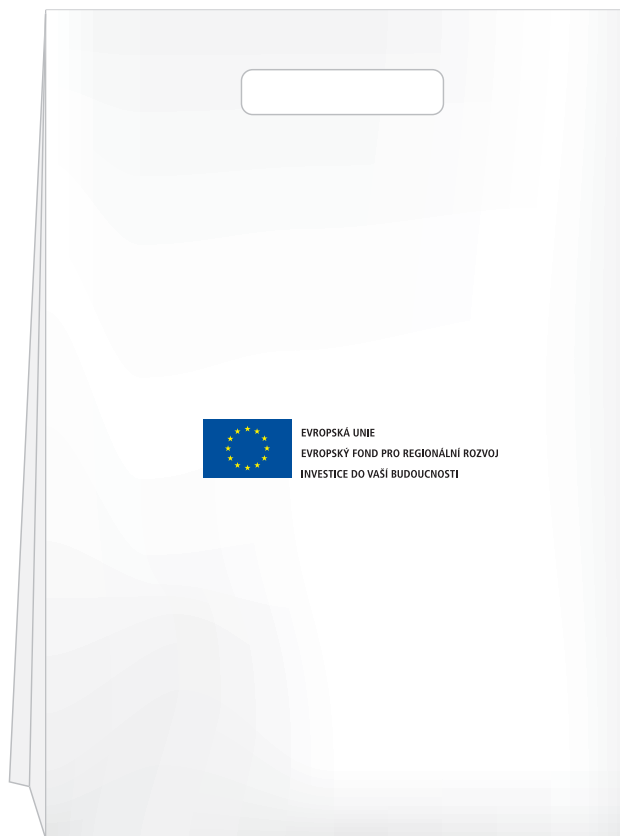 EVROPSKÁ UNIE
EVROPSKÝ FOND PRO REGIONÁLNÍ ROZVOJ
INVESTICE DO VAŠÍ BUDOUCNOSTI